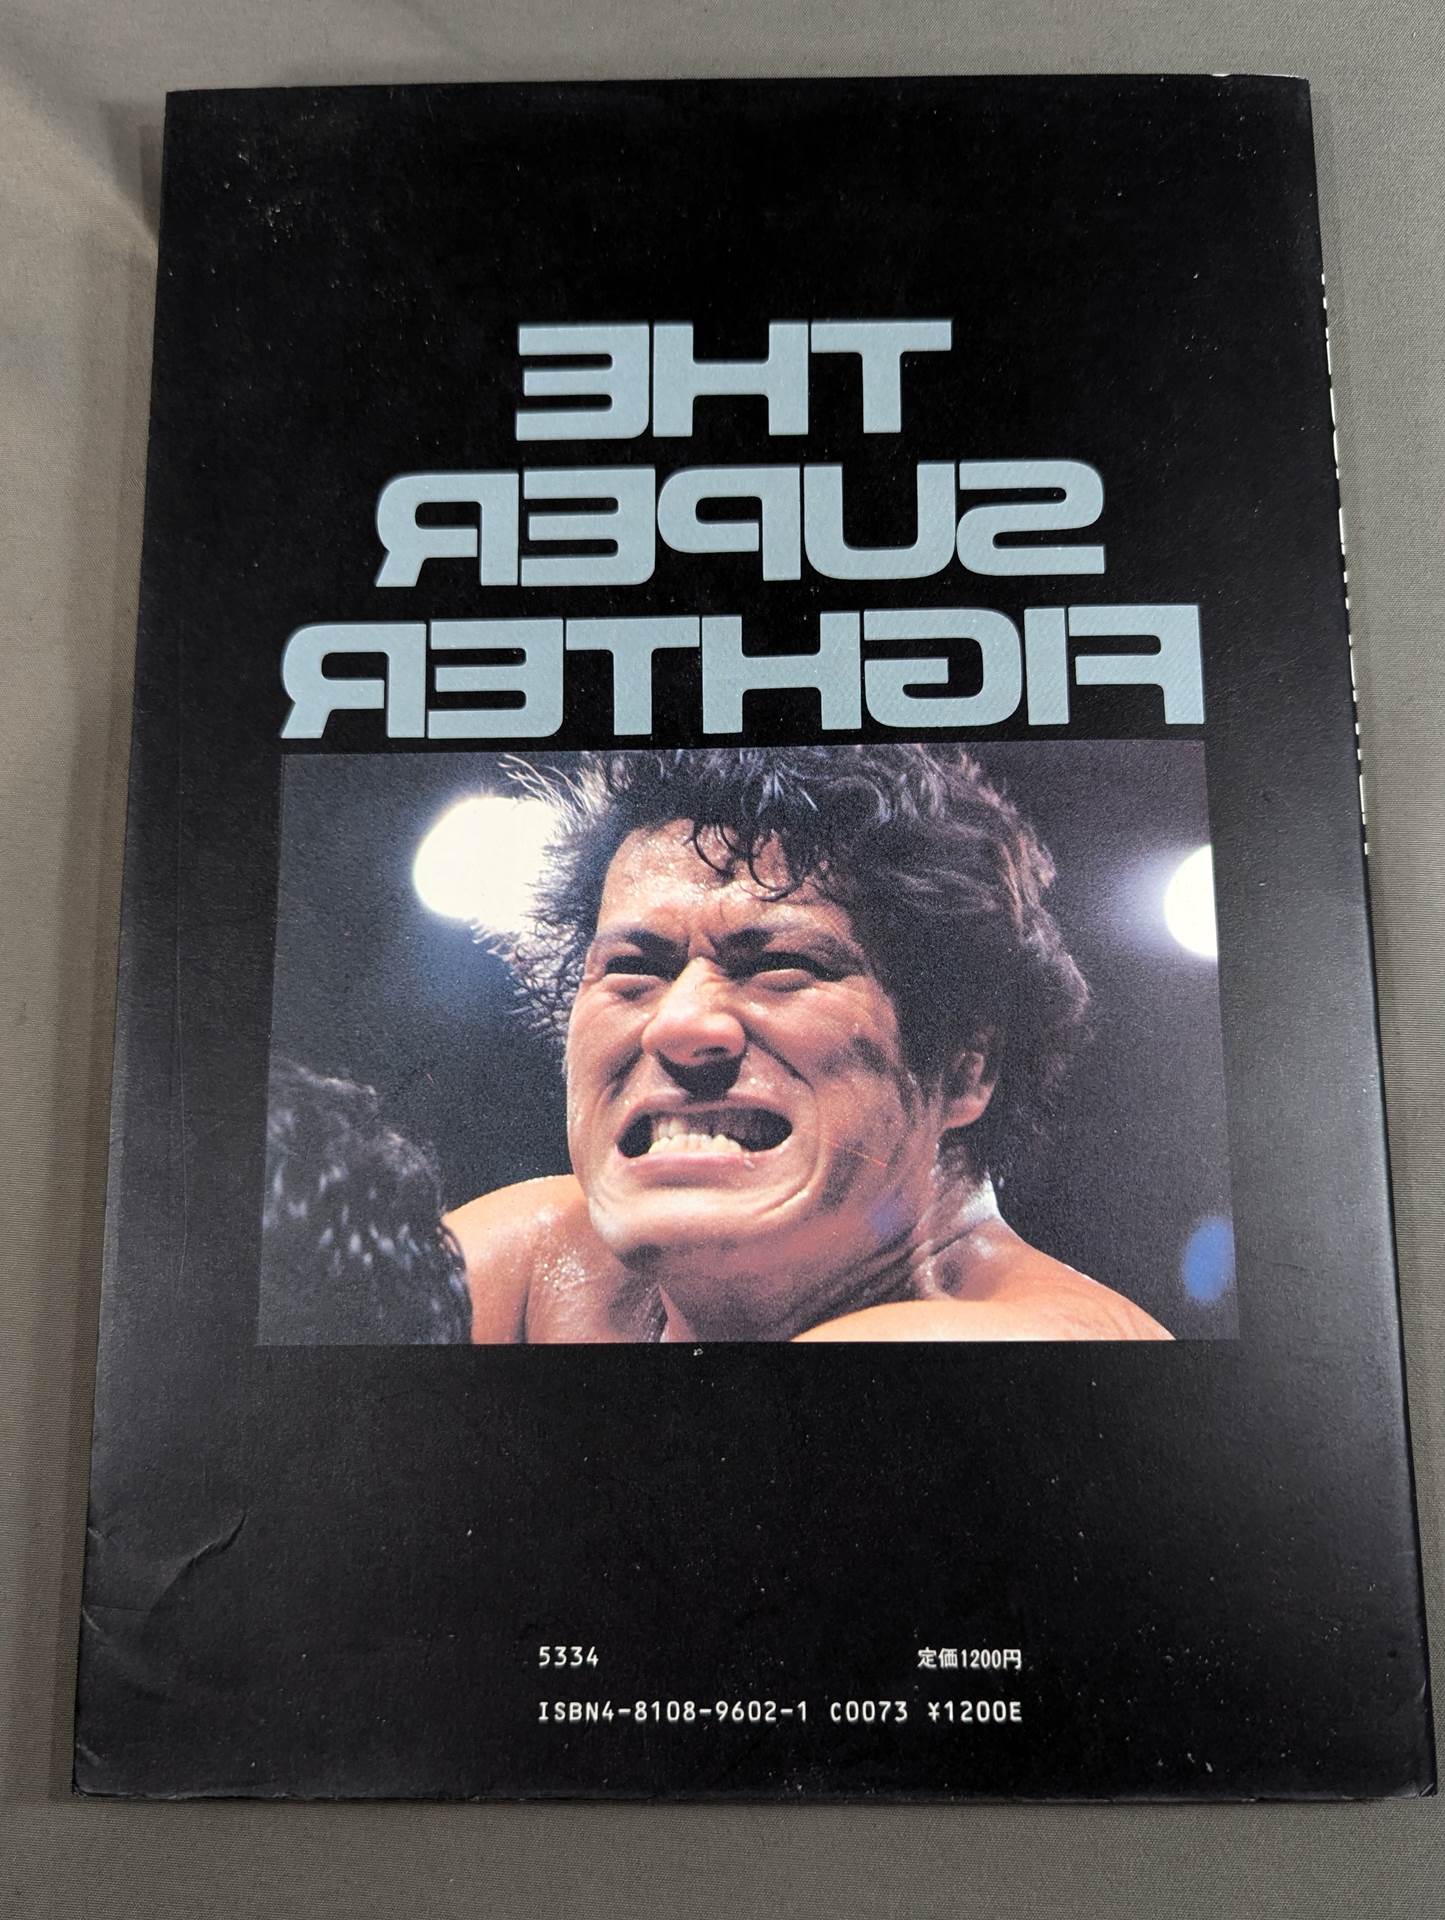 THE
SUPER
FIGHTER
5334 定価1200円
ISBN4-8108-9602-1 C0073 ¥1200E